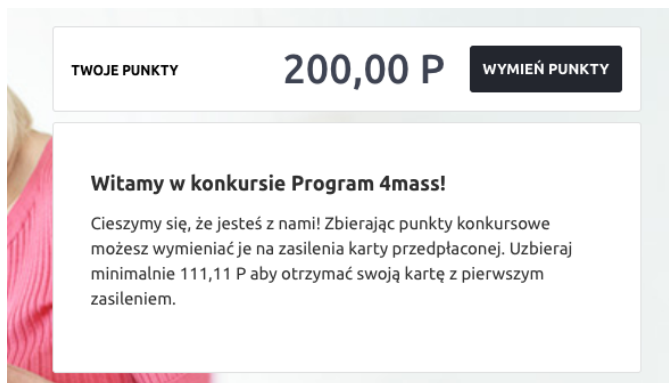 TWOJE PUNKTY 200,00 P WYMIEŃ PUNKTY
Witamy w konkursie Program 4mass!
Cieszymy się, że jesteś z nami! Zbierając punkty konkursowe
możesz wymieniać je na zasilenia karty przedpłaconej. Uzbieraj
minimalnie 111,11 P aby otrzymać swoją kartę z pierwszym
zasileniem.